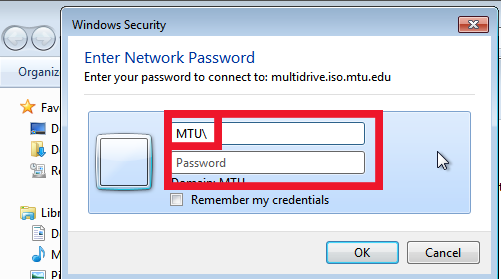 Windows Security
Enter Network Password
Enter your password to connect to: multidrive.iso.mtu.edu
Organiz
Fav
MTU\
D
Password
D
Domain: MTU
Re
Remember my credentials
Libr
D
M
OK
Cancel
Pi